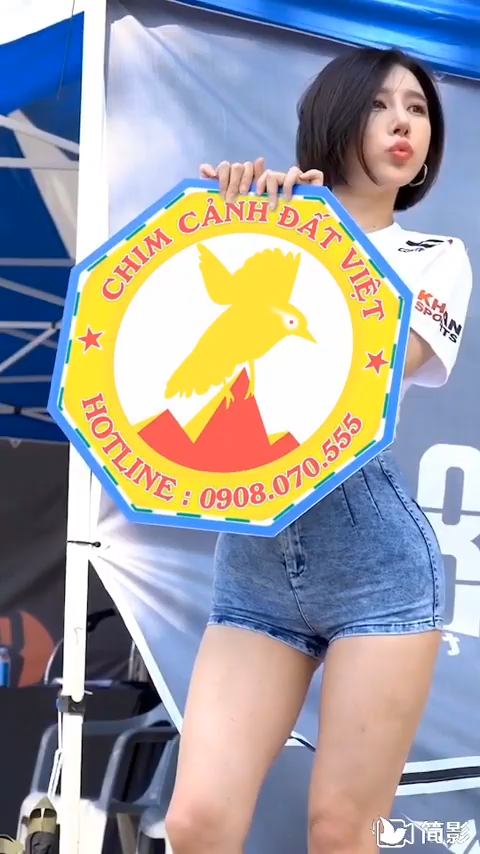 CHIM CẢNH ĐẤT VIỆT
HOTLINE : 0908.070.555
KHAN
SPORTS
简影